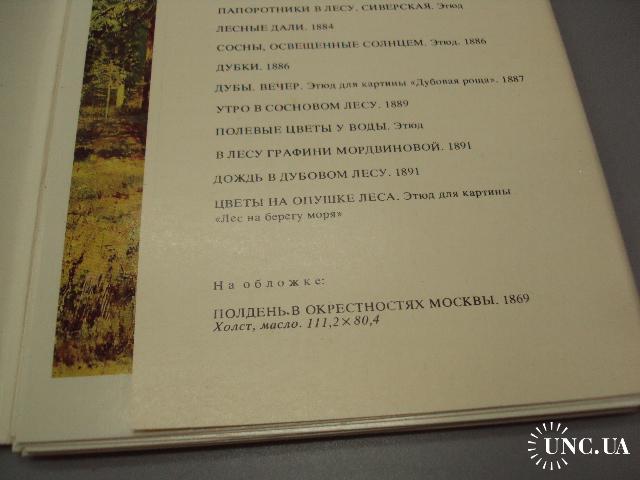 ПАПОРОТНИКИ В ЛЕСУ. СИВЕРСКАЯ. Этюд
ЛЕСНЫЕ ДАЛИ. 1884
СОСНЫ, ОСВЕЩЕННЫЕ СОЛНЦЕМ. Этюд. 1886
ДУБКИ. 1886
ДУБЫ. ВЕЧЕР. Этюд для картины «Дубовая роща». 1887
УТРО В СОСНОВОМ ЛЕСУ. 1889
ПОЛЕВЫЕ ЦВЕТЫ У ВОДЫ. Этюд
В ЛЕСУ ГРАФИНИ МОРДВИНОВОЙ. 1891
ДОЖДЬ В ДУБОВОМ ЛЕСУ. 1891
ЦВЕТЫ НА ОПУШКЕ ЛЕСА. Этюд для картины
«Лес на берегу моря»
На обложке:
ПОЛДЕНЬ.В ОКРЕСТНОСТЯХ МОСКВЫ. 1869
Холст, масло. 111,2×80,4
UNC.UA